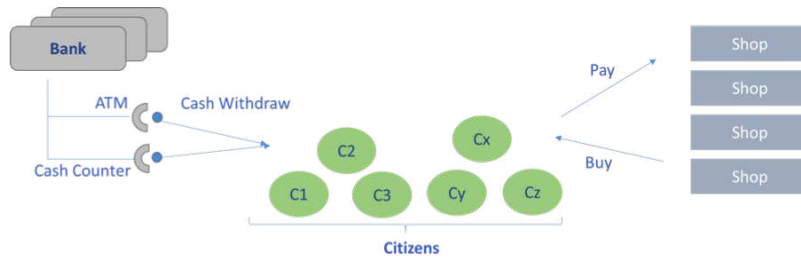 Bank
ATM
Cash Withdraw
Cash Counter
C1
C2
C3
Cx
Cy
Cz
Citizens
Pay
Buy
Shop
Shop
Shop
Shop